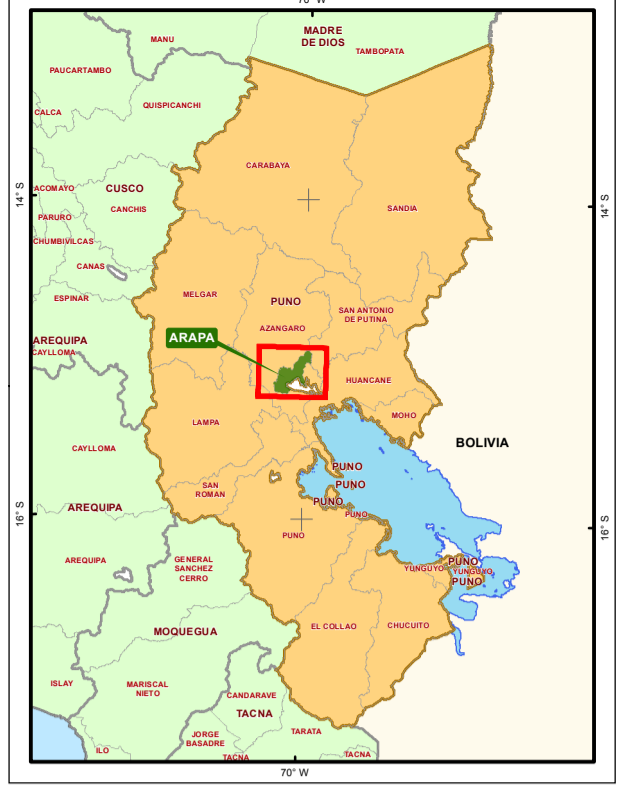 70° W
MADRE
DE DIOS
MANU
TAMBOPATA
PAUCARTAMBO
QUISPICANCHI
CALCA
CARABAYA
ACOMAYO
CUSCO
14° S
14° S
CANCHIS
SANDIA
PARURO
CHUMBIVILCAS
CANAS
ESPINAR
MELGAR
PUNO
SAN ANTONIO
DE PUTINA
AZANGARO
ARAPA
AREQUIPA
CAYLLOMA
HUANCANE
MOHO
LAMPA
BOLIVIA
CAYLLOMA
PUNO
PUNO
SAN
ROMAN
PUNO
AREQUIPA
PUNO
16° S
16° S
PUNO
AREQUIPA
GENERAL
SANCHEZ
CERRO
PUNO
YUNGUYO
YUNGUYO
PUNO
MOQUEGUA
EL COLLAO
CHUCUITO
ISLAY
MARISCAL
NIETO
CANDARAVE
TACNA
JORGE
BASADRE
TARATA
ILO
TACNA
TACNA
70° W